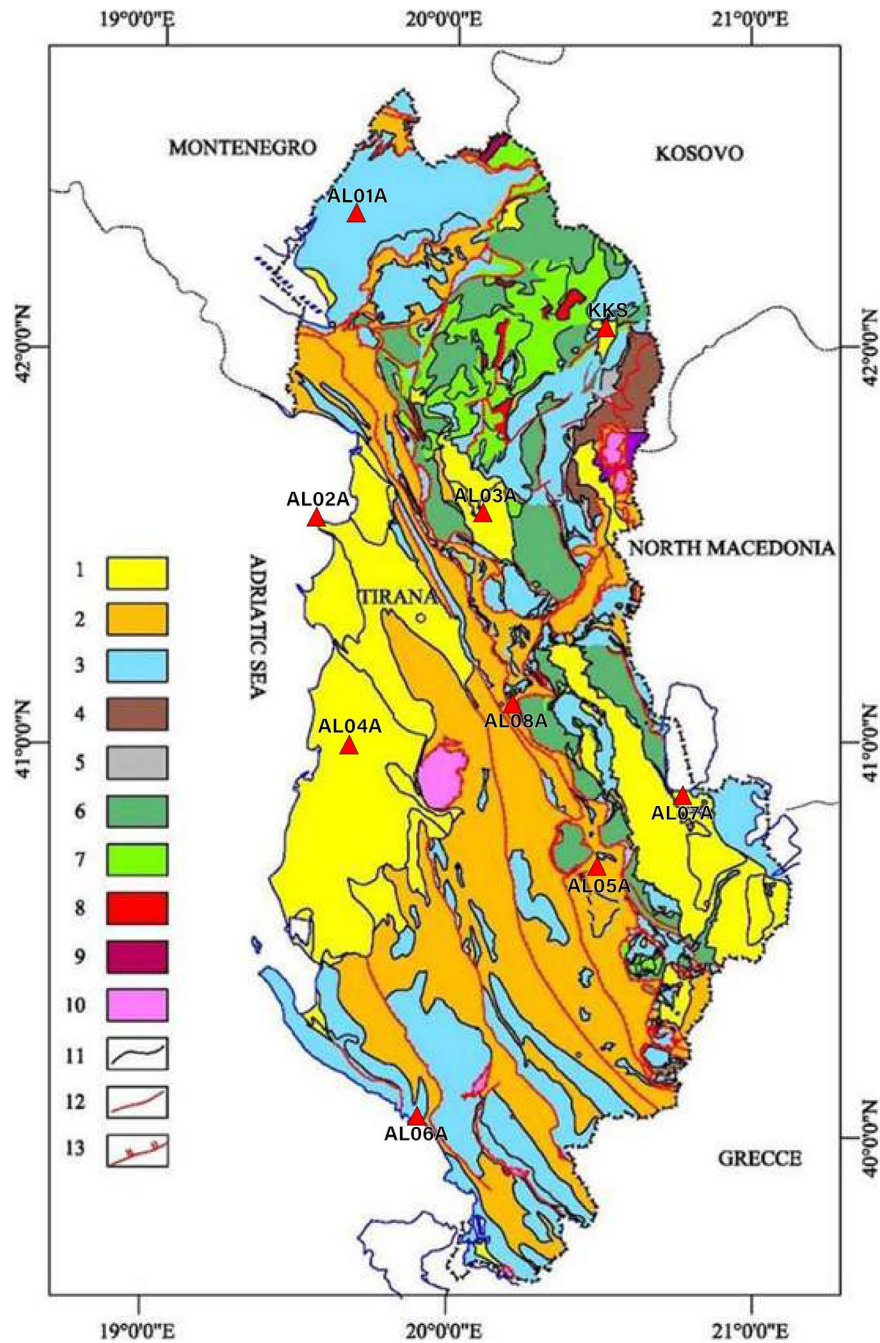 19°0'0"E 20°0'0"E 21°0'0"E
MONTENEGRO
KOSOVO
AL01A
KKS
42°0'0"N
42°0'0"N
AL02A
AL03A
NORTH MACEDONIA
ADRIATIC SEA
TIRANA
1
2
3
4
5
6
7
8
9
10
11
12
13
AL08A
AL04A
41°0'0"N
41°0'0"N
AL07A
AL05A
AL06A
40°0'0"N
40°0'0"N
GRECCE
19°0'0"E 20°0'0"E 21°0'0"E